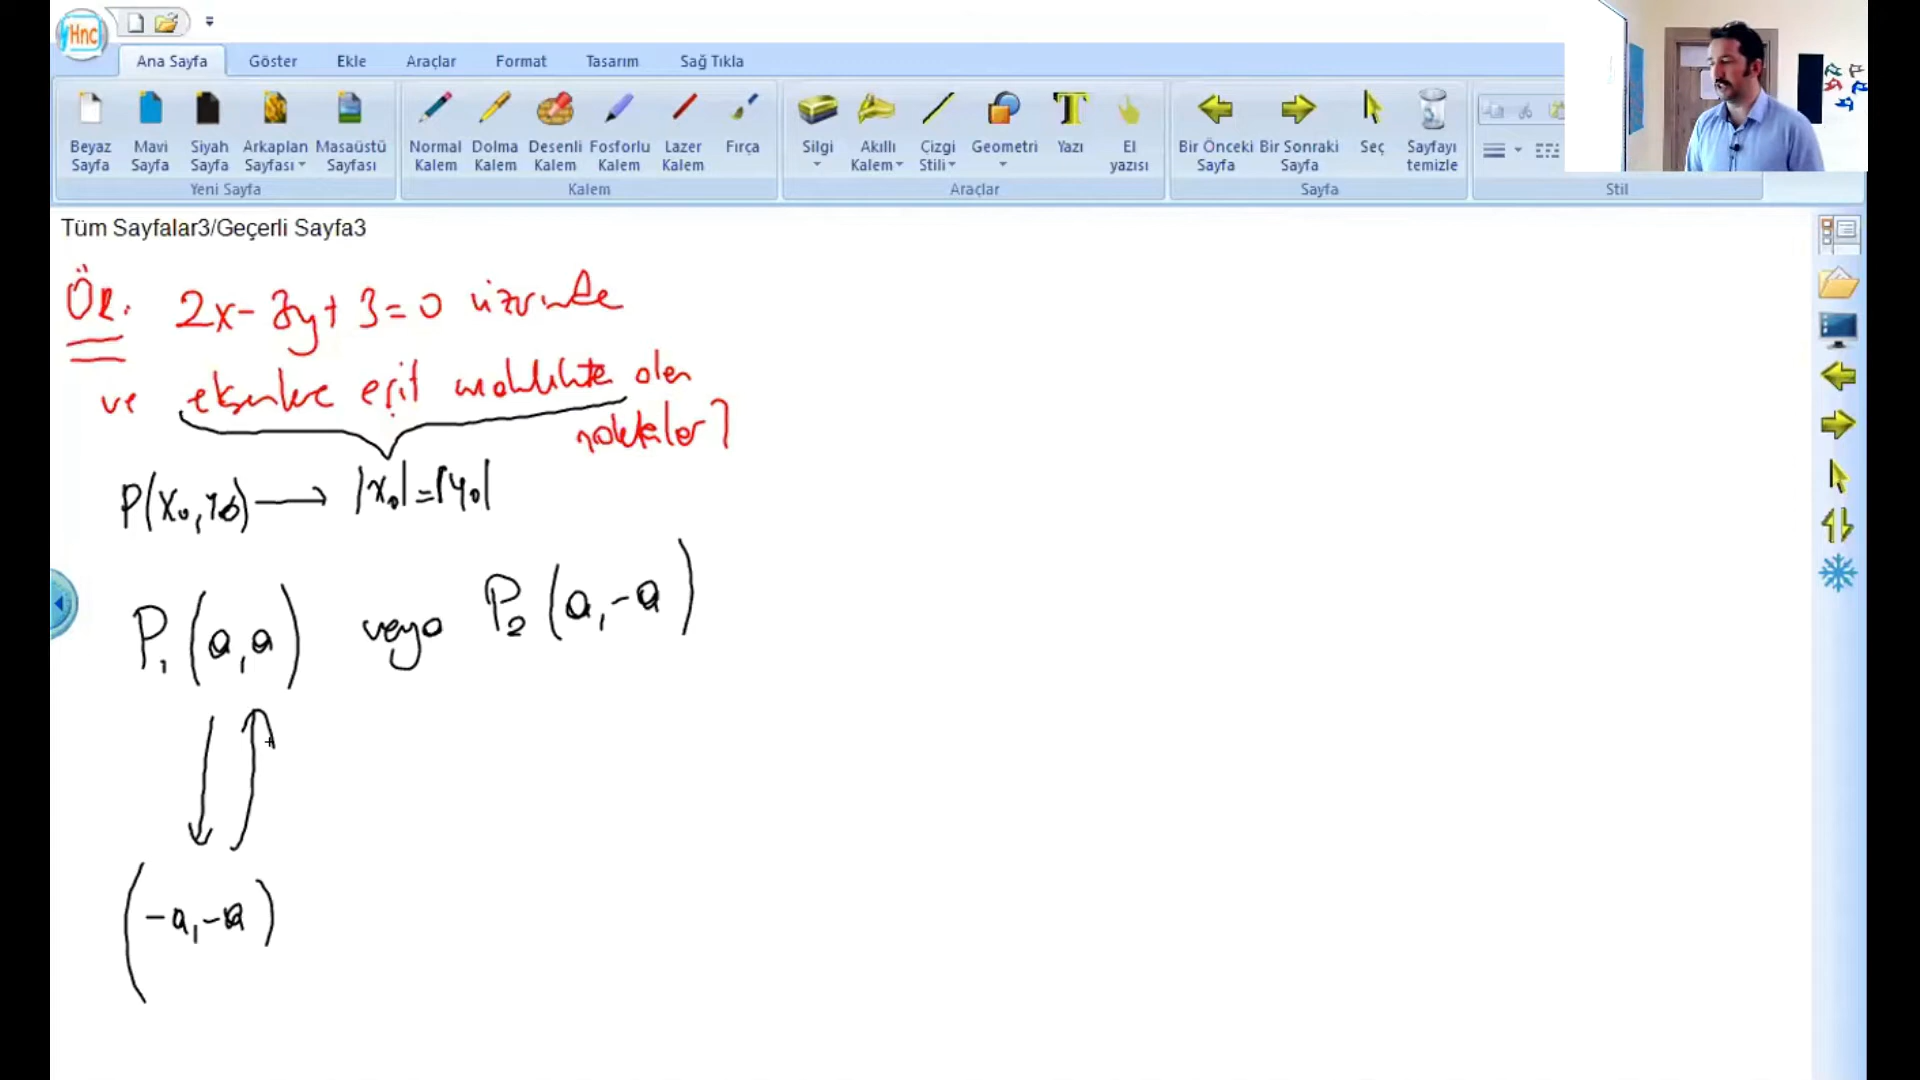 Hnc
Ana Sayfa Göster Ekle Araçlar Format Tasarım Sağ Tıkla
Beyaz Sayfa Mavi Sayfa Siyah Sayfa Arkaplan Sayfası Masaüstü Sayfası
Normal Kalem Dolma Kalem Desenli Kalem Fosforlu Kalem Lazer Kalem Fırça
Silgi Akıllı Kalem Çizgi Stili Geometri Yazı El yazısı
Bir Önceki Sayfa Bir Sonraki Sayfa Seç Sayfayı temizle
Yeni Sayfa Kalem Araçlar Sayfa Stil
Tüm Sayfalar3/Geçerli Sayfa3
ÖR. 2x-3y+3=0 üzerinde
ve eksenlere eşit uzaklıkta olan
noktalar?
P(x₀,y₀) → |x₀|=|y₀|
P₁(a,a) veya P₂(a,-a)
(-a,-a)